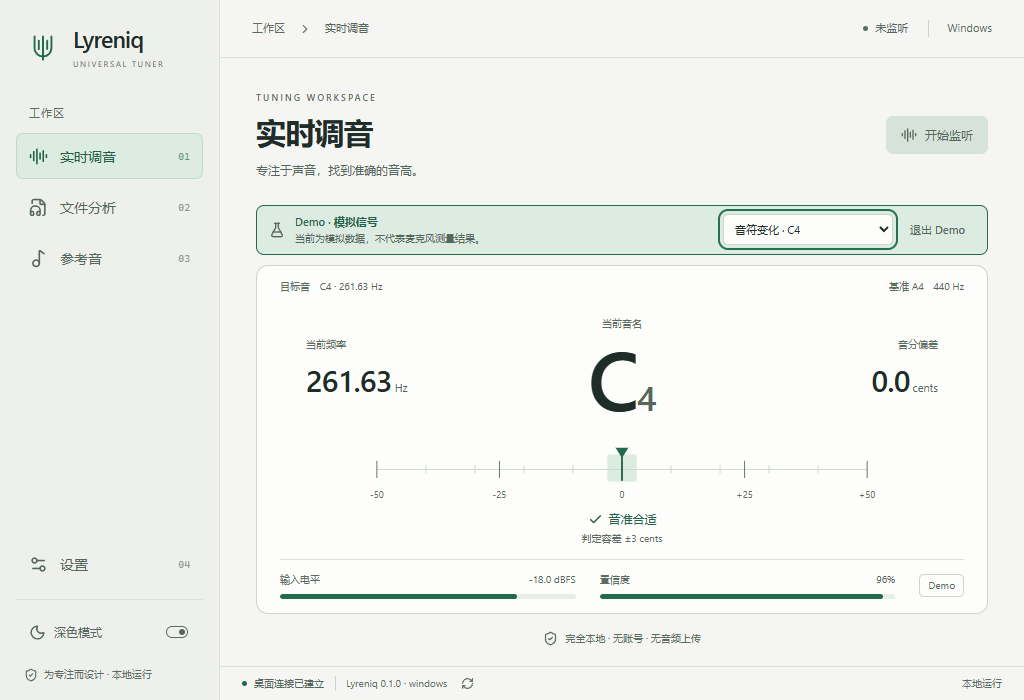 Lyreniq
UNIVERSAL TUNER
工作区
实时调音 01
文件分析 02
参考音 03
设置 04
深色模式
为专注而设计 · 本地运行
工作区 > 实时调音
未监听
Windows
TUNING WORKSPACE
实时调音
专注于声音，找到准确的音高。
开始监听
Demo · 模拟信号
当前为模拟数据，不代表麦克风测量结果。
音符变化 · C4
退出 Demo
目标音 C4 · 261.63 Hz
基准 A4 440 Hz
当前音名
当前频率
音分偏差
261.63 Hz
C4
0.0 cents
-50 -25 0 +25 +50
音准合适
判定容差 ±3 cents
输入电平 -18.0 dBFS
置信度 96%
Demo
完全本地 · 无账号 · 无音频上传
桌面连接已建立
Lyreniq 0.1.0 · windows
本地运行